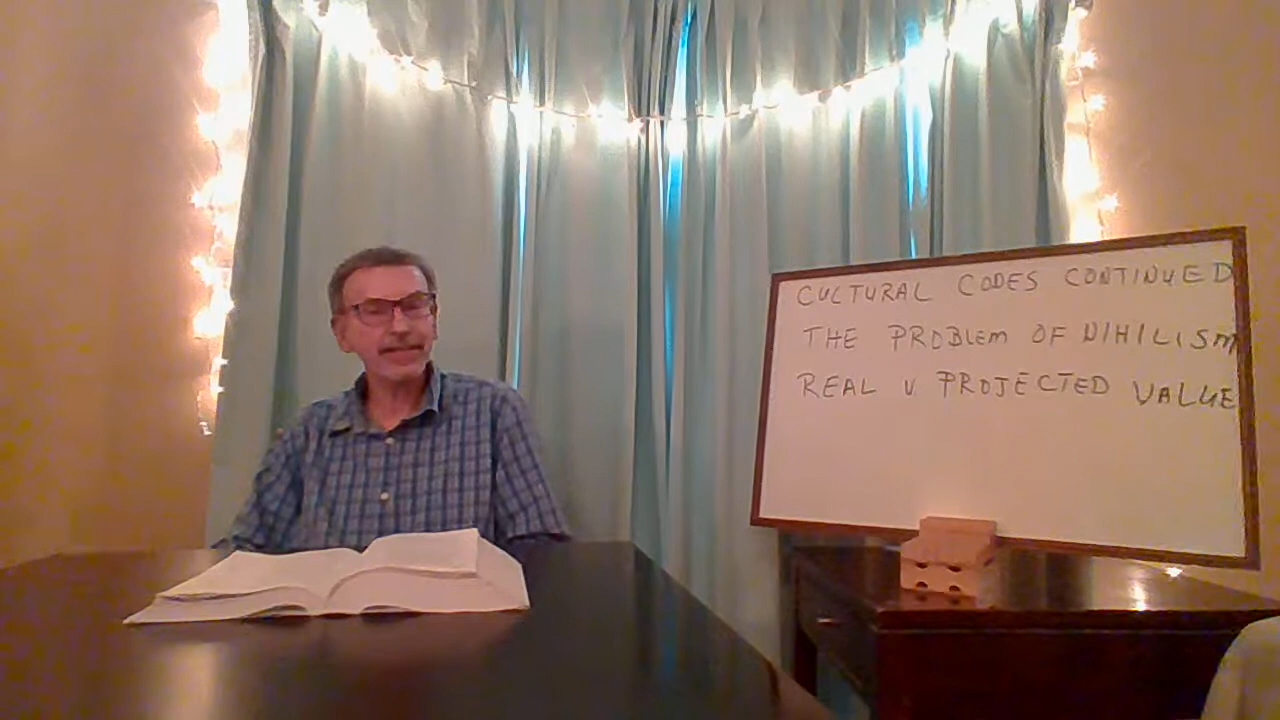 CULTURAL CODES CONTINUED
THE PROBLEM OF NIHILISM
REAL V PROJECTED VALUE